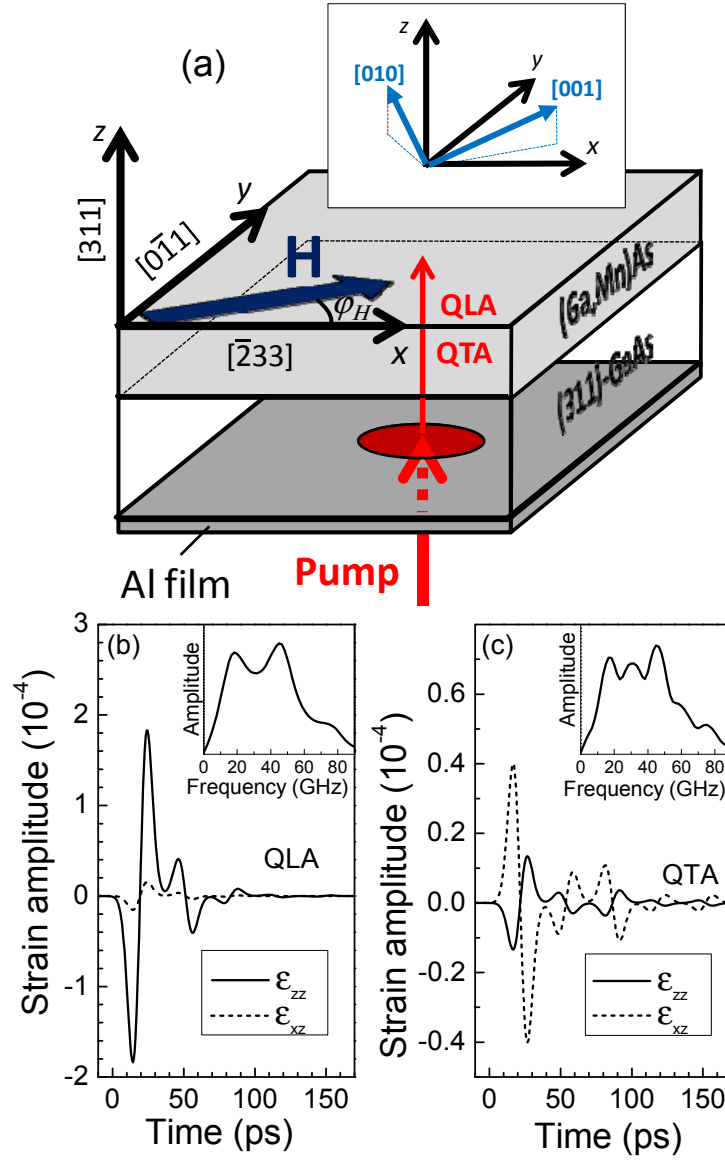 (a)
z
y
[010]
[001]
x
z
[311]
y
[01̅1]
H
φH
QLA
QTA
[2̅33]
x
(Ga,Mn)As
(311)-GaAs
Al film
Pump
(b)
3
2
1
0
-1
-2
Strain amplitude (10⁻⁴)
Amplitude
0 20 40 60 80
Frequency (GHz)
QLA
εzz
εxz
0 50 100 150
Time (ps)
(c)
0.6
0.4
0.2
0.0
-0.2
-0.4
Strain amplitude (10⁻⁴)
Amplitude
0 20 40 60 80
Frequency (GHz)
QTA
εzz
εxz
0 50 100 150
Time (ps)